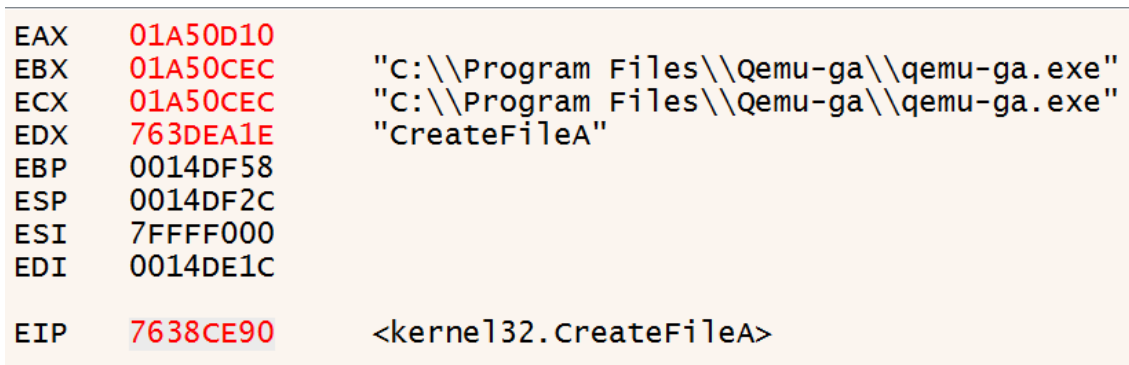 EAX 01A50D10
EBX 01A50CEC "C:\\Program Files\\Qemu-ga\\qemu-ga.exe"
ECX 01A50CEC "C:\\Program Files\\Qemu-ga\\qemu-ga.exe"
EDX 763DEA1E "CreateFileA"
EBP 0014DF58
ESP 0014DF2C
ESI 7FFFF000
EDI 0014DE1C
EIP 7638CE90 <kernel32.CreateFileA>